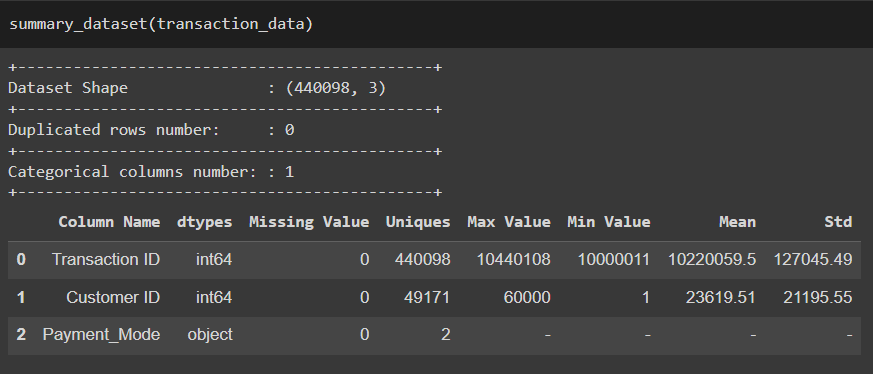 summary_dataset(transaction_data)
+---------------------------------------------+
Dataset Shape : (440098, 3)
+---------------------------------------------+
Duplicated rows number: : 0
+---------------------------------------------+
Categorical columns number: : 1
+---------------------------------------------+
Column Name dtypes Missing Value Uniques Max Value Min Value Mean Std
0 Transaction ID int64 0 440098 10440108 10000011 10220059.5 127045.49
1 Customer ID int64 0 49171 60000 1 23619.51 21195.55
2 Payment_Mode object 0 2 - - - -